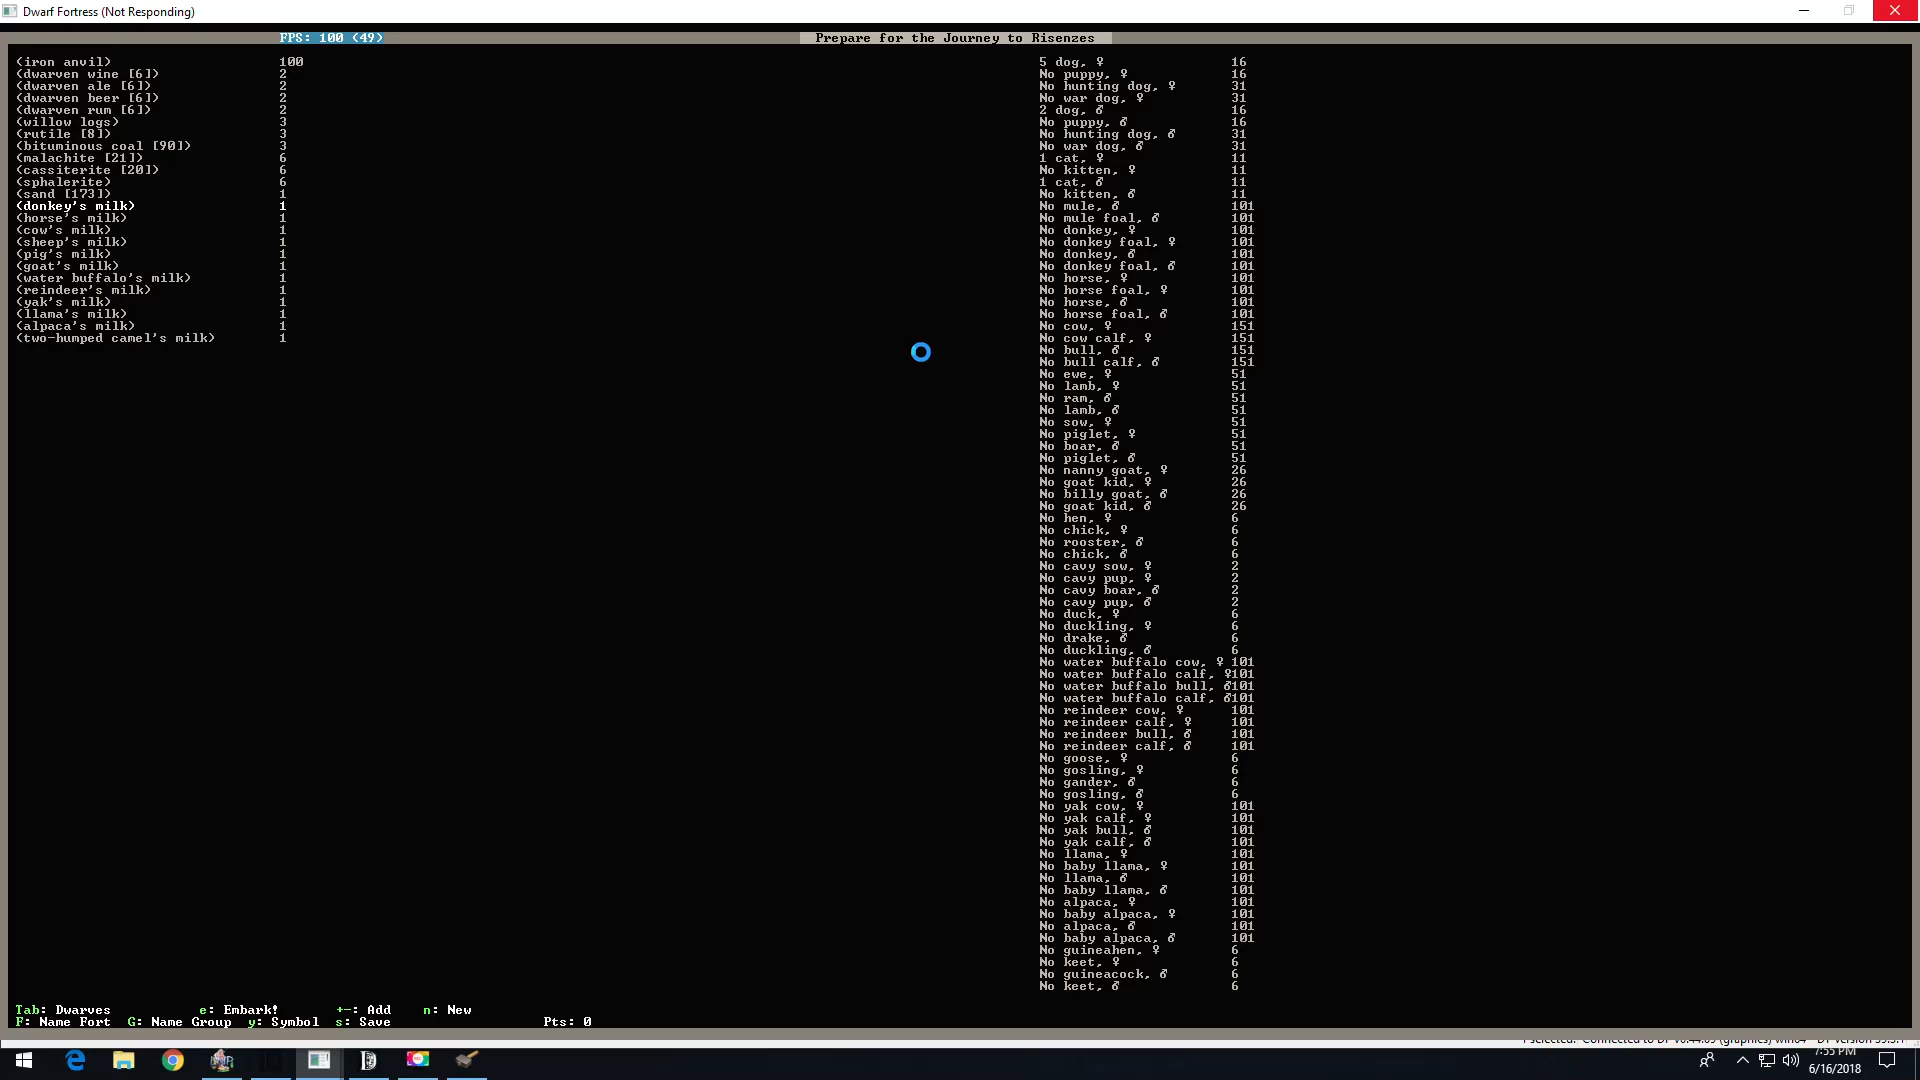 Dwarf Fortress (Not Responding)
FPS: 100 (49)
Prepare for the Journey to Risenzes
(iron anvil) 100
(dwarven wine [6]) 2
(dwarven ale [6]) 2
(dwarven beer [6]) 2
(dwarven rum [6]) 2
(willow logs) 3
(rutile [8]) 3
(bituminous coal [90]) 3
(malachite [21]) 6
(cassiterite [20]) 6
(sphalerite) 6
(sand [173]) 1
(donkey's milk) 1
(horse's milk) 1
(cow's milk) 1
(sheep's milk) 1
(pig's milk) 1
(goat's milk) 1
(water buffalo's milk) 1
(reindeer's milk) 1
(yak's milk) 1
(llama's milk) 1
(alpaca's milk) 1
(two-humped camel's milk) 1
5 dog, ♀ 16
No puppy, ♀ 16
No hunting dog, ♀ 31
No war dog, ♀ 31
2 dog, ♂ 16
No puppy, ♂ 16
No hunting dog, ♂ 31
No war dog, ♂ 31
1 cat, ♀ 11
No kitten, ♀ 11
1 cat, ♂ 11
No kitten, ♂ 11
No mule, ♂ 101
No mule foal, ♂ 101
No donkey, ♀ 101
No donkey foal, ♀ 101
No donkey, ♂ 101
No donkey foal, ♂ 101
No horse, ♀ 101
No horse foal, ♀ 101
No horse, ♂ 101
No horse foal, ♂ 101
No cow, ♀ 151
No cow calf, ♀ 151
No bull, ♂ 151
No bull calf, ♂ 151
No ewe, ♀ 51
No lamb, ♀ 51
No ram, ♂ 51
No lamb, ♂ 51
No sow, ♀ 51
No piglet, ♀ 51
No boar, ♂ 51
No piglet, ♂ 51
No nanny goat, ♀ 26
No goat kid, ♀ 26
No billy goat, ♂ 26
No goat kid, ♂ 26
No hen, ♀ 6
No chick, ♀ 6
No rooster, ♂ 6
No chick, ♂ 6
No cavy sow, ♀ 2
No cavy pup, ♀ 2
No cavy boar, ♂ 2
No cavy pup, ♂ 2
No duck, ♀ 6
No duckling, ♀ 6
No drake, ♂ 6
No duckling, ♂ 6
No water buffalo cow, ♀ 101
No water buffalo calf, ♀101
No water buffalo bull, ♂101
No water buffalo calf, ♂101
No reindeer cow, ♀ 101
No reindeer calf, ♀ 101
No reindeer bull, ♂ 101
No reindeer calf, ♂ 101
No goose, ♀ 6
No gosling, ♀ 6
No gander, ♂ 6
No gosling, ♂ 6
No yak cow, ♀ 101
No yak calf, ♀ 101
No yak bull, ♂ 101
No yak calf, ♂ 101
No llama, ♀ 101
No baby llama, ♀ 101
No llama, ♂ 101
No baby llama, ♂ 101
No alpaca, ♀ 101
No baby alpaca, ♀ 101
No alpaca, ♂ 101
No baby alpaca, ♂ 101
No guineahen, ♀ 6
No keet, ♀ 6
No guineacock, ♂ 6
No keet, ♂ 6
Tab: Dwarves e: Embark! +-: Add n: New
F: Name Fort G: Name Group y: Symbol s: Save Pts: 0
7:55 PM
6/16/2018